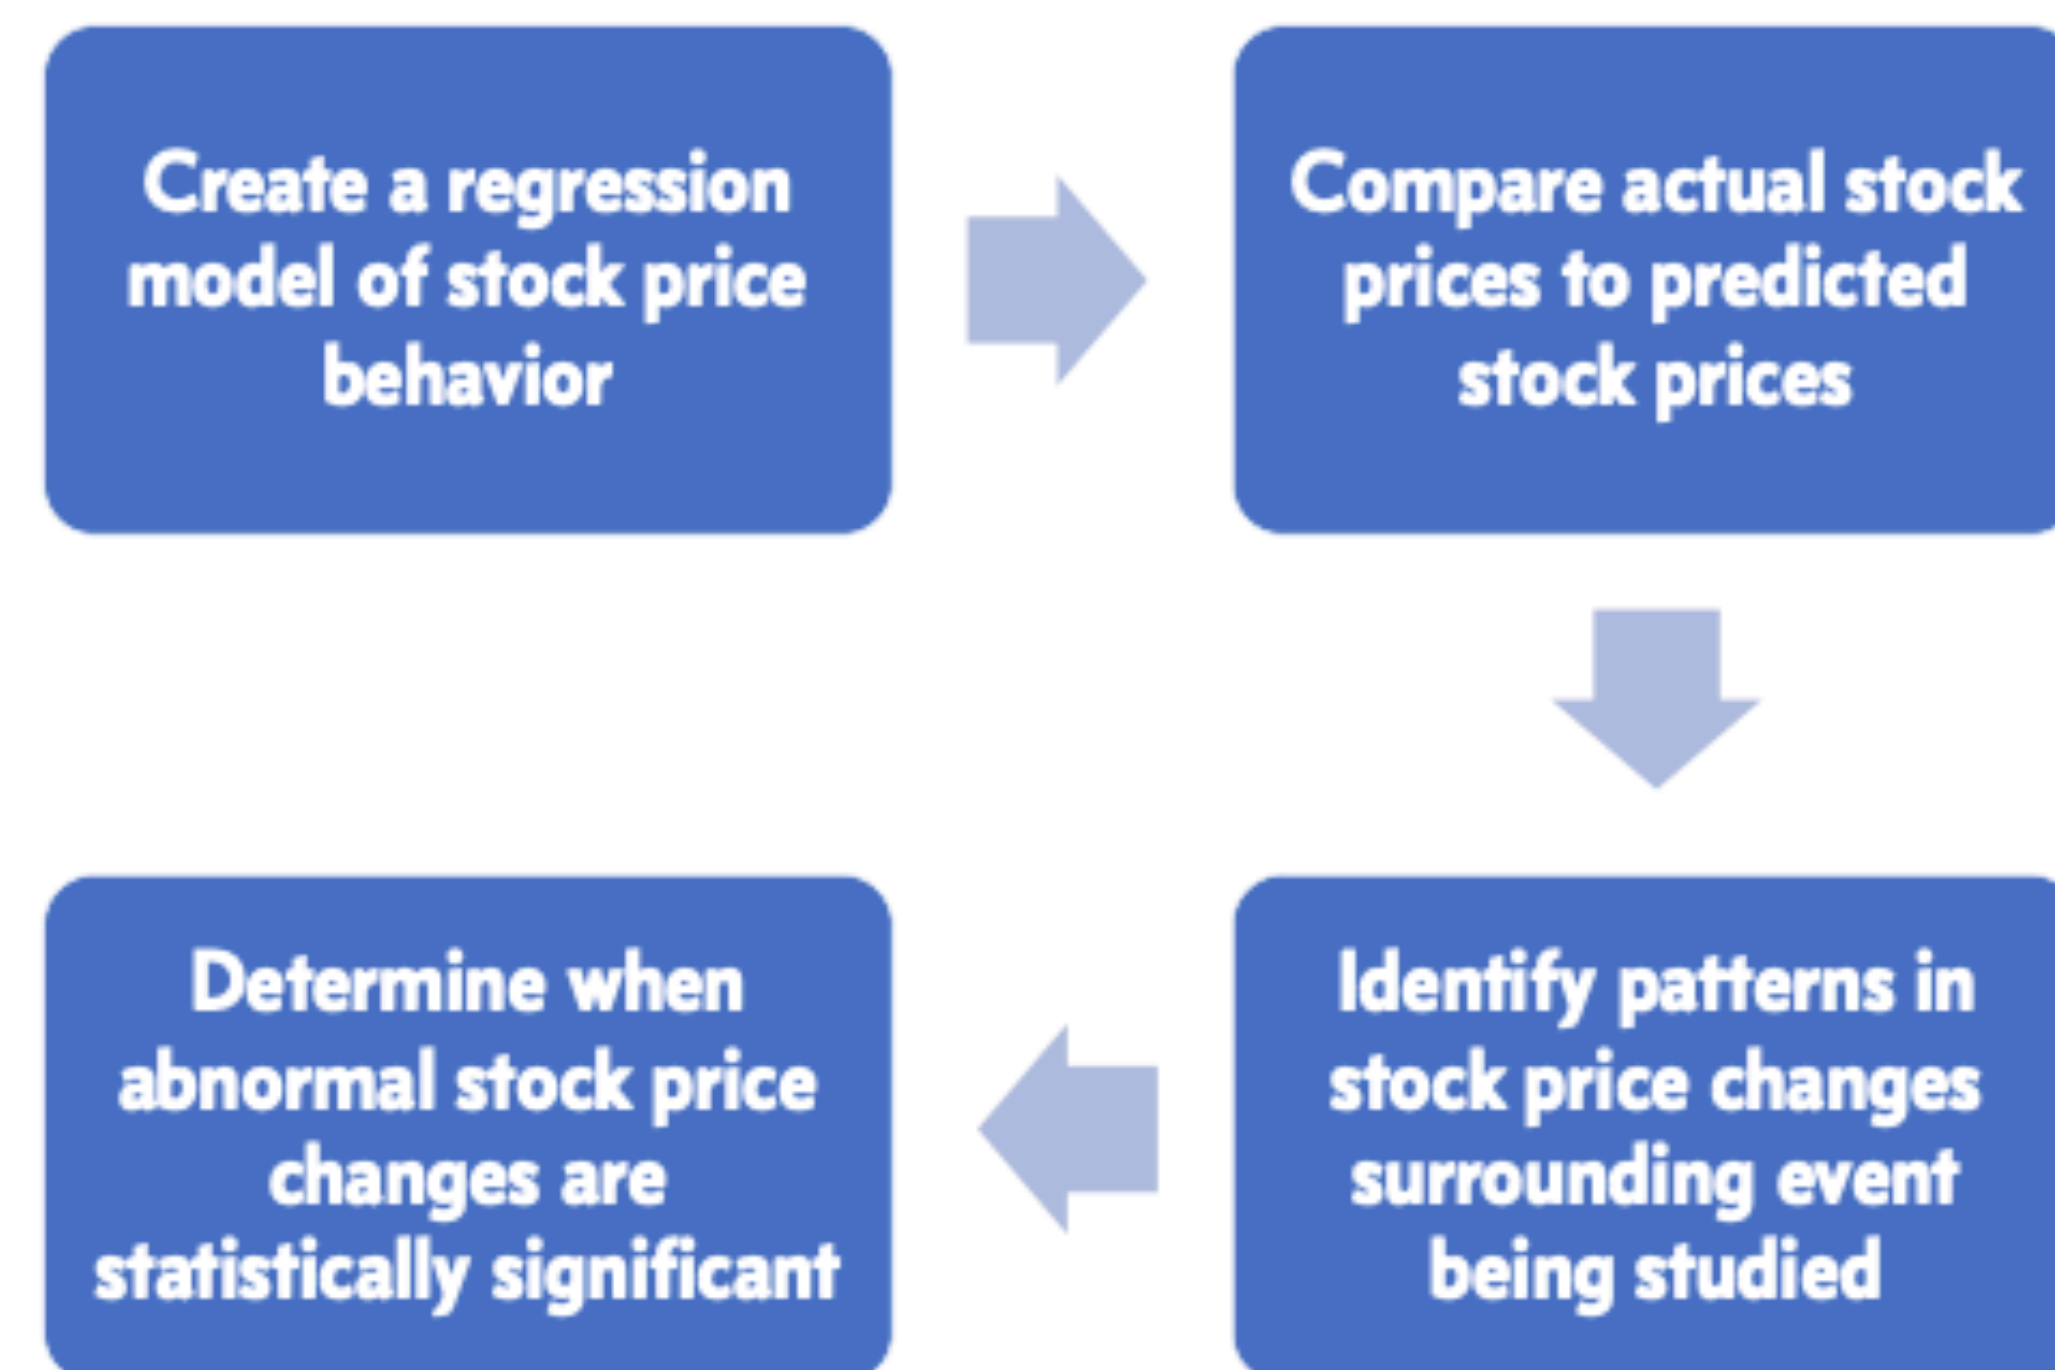 Create a regression
model of stock price
behavior
Compare actual stock
prices to predicted
stock prices
Identify patterns in
stock price changes
surrounding event
being studied
Determine when
abnormal stock price
changes are
statistically significant